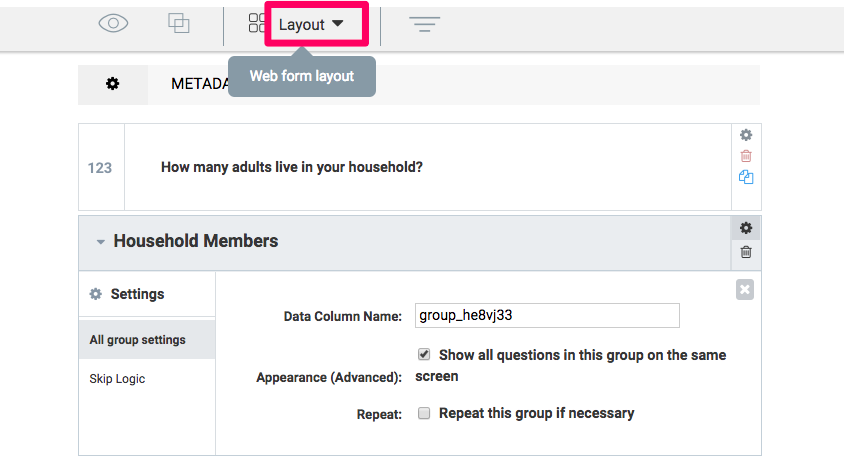 Layout
Web form layout
METADA
123
How many adults live in your household?
Household Members
Settings
All group settings
Skip Logic
Data Column Name:
group_he8vj33
Appearance (Advanced):
Show all questions in this group on the same
screen
Repeat:
Repeat this group if necessary